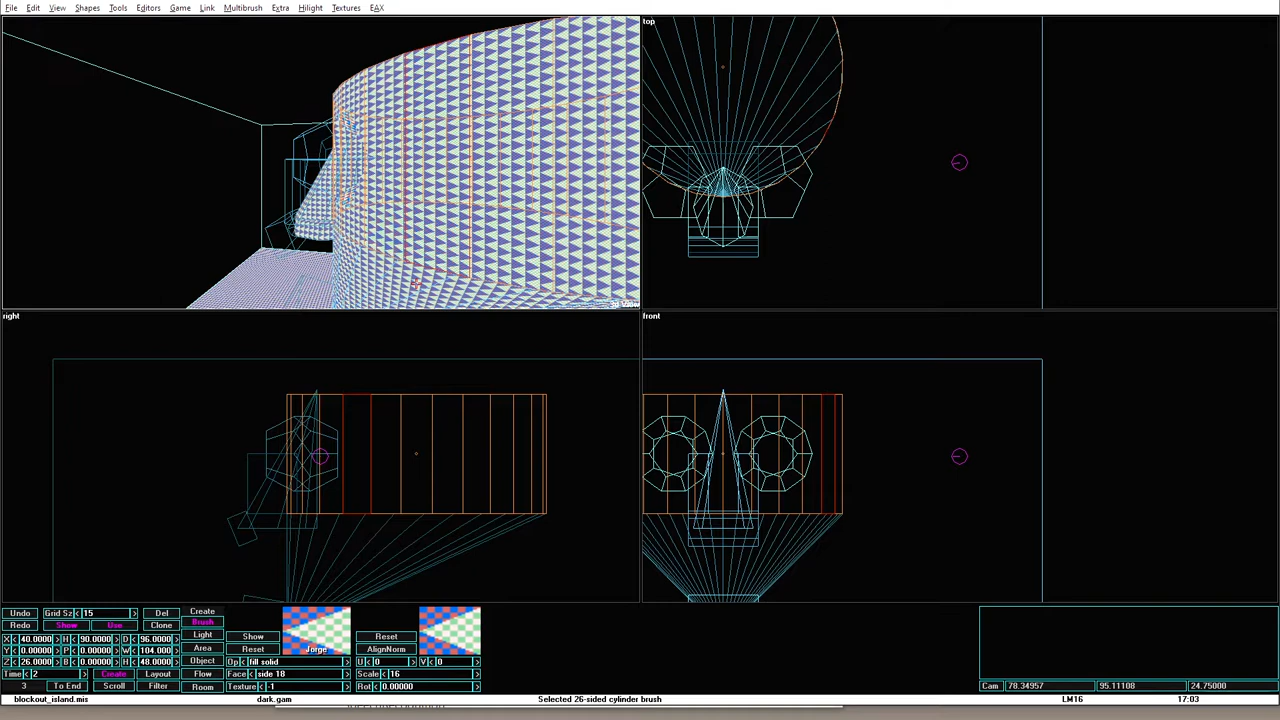 File Edit View Shapes Tools Editors Game Link Multibrush Extra Hilight Textures EAX
top
right
front
Undo Grid Sz < 15 > Del Create
Redo Show Use Clone Brush
X < 40.0000 > H < 90.0000 > D < 96.0000 > Light Show Reset
Y < 0.00000 > P < 0.00000 > W < 104.000 > Area Reset Jorge AlignNorm
Z < 26.0000 > B < 0.00000 > H < 48.0000 > Object Op < fill solid > U < 0 > V < 0 >
Time < 2 > Create Layout Flow Face < side 18 > Scale < 16 >
3 To End Scroll Filter Room Texture < -1 > Rot < 0.00000 > Cam 78.34957 95.11108 24.75000
blockout_island.mis dark.gam Selected 26-sided cylinder brush LM16 17:03